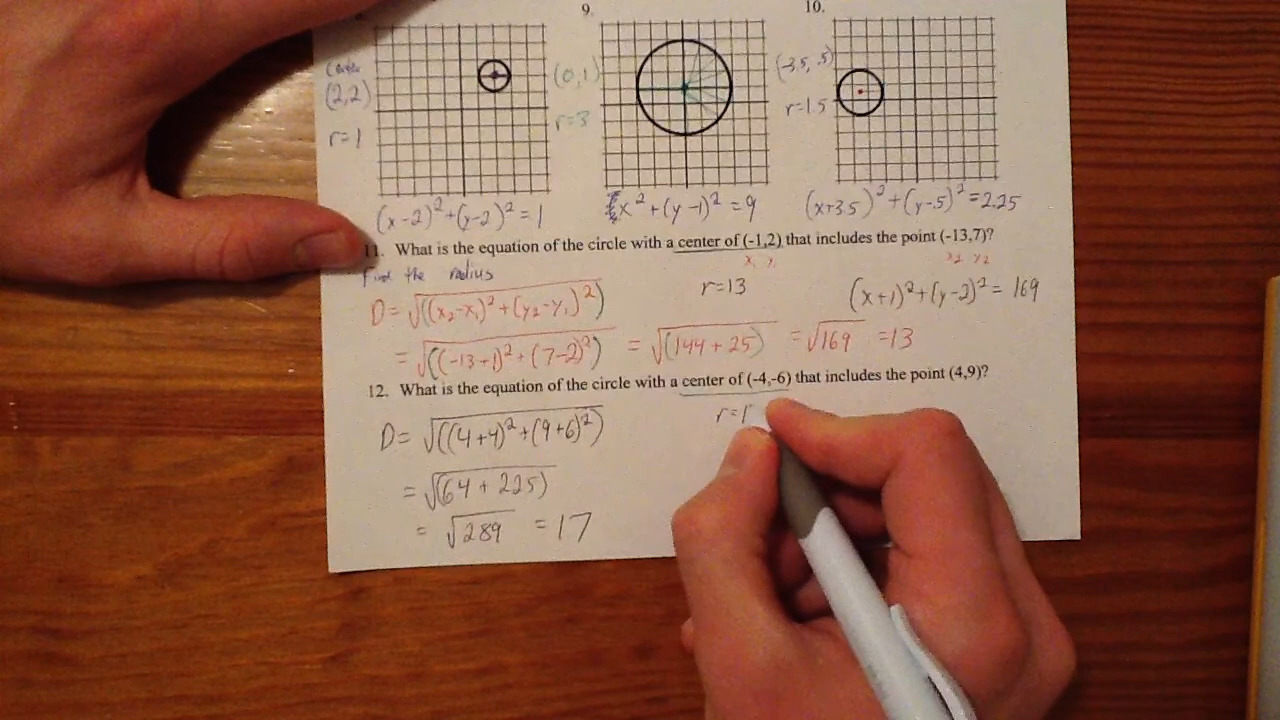 9.
10.
Center
(2,2)
r=1
(0,1)
r=3
(-3.5, .5)
r=1.5
(x-2)²+(y-2)²=1
x²+(y-1)²=9
(x+3.5)²+(y-.5)²=2.25
11. What is the equation of the circle with a center of (-1,2) that includes the point (-13,7)?
x₁ y₁
x₂ y₂
Find the radius
r=13
(x+1)²+(y-2)²= 169
D=√((x₂-x₁)²+(y₂-y₁)²)
=√((-13+1)²+(7-2)²) =√(144+25) =√169 =13
12. What is the equation of the circle with a center of (-4,-6) that includes the point (4,9)?
r=1
D= √((4+4)²+(9+6)²)
=√(64+225)
= √289 =17